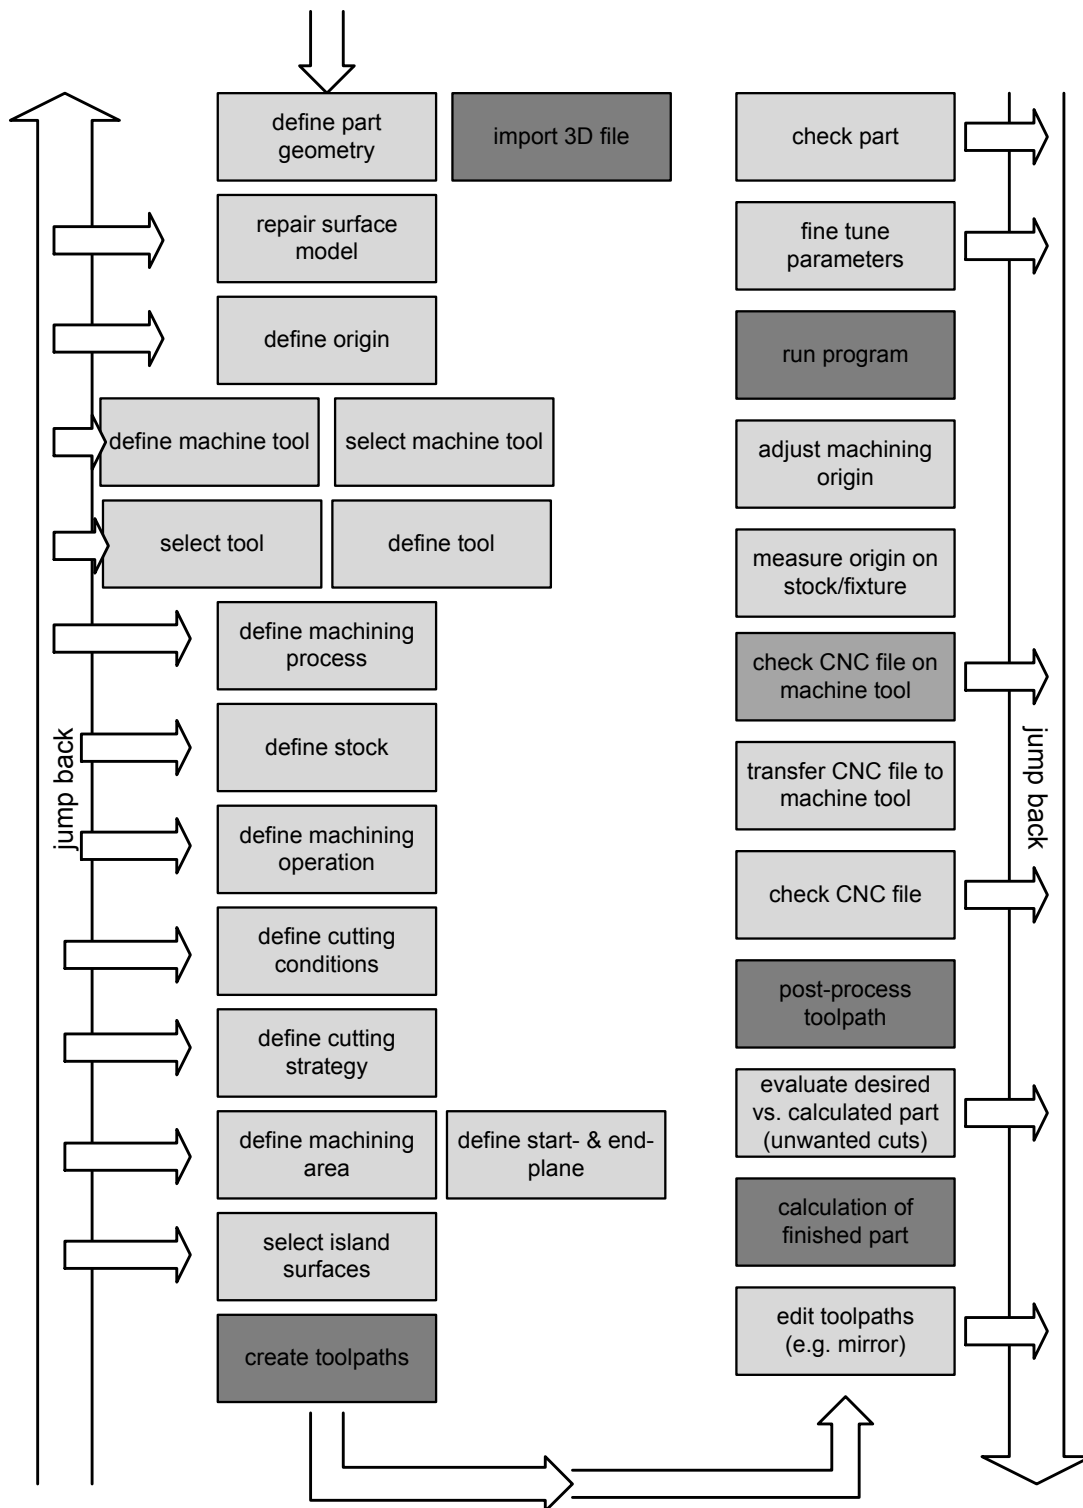 define part
geometry
import 3D file
repair surface
model
define origin
define machine tool
select machine tool
select tool
define tool
define machining
process
define stock
define machining
operation
define cutting
conditions
define cutting
strategy
define machining
area
define start- & end-
plane
select island
surfaces
create toolpaths
jump back
check part
fine tune
parameters
run program
adjust machining
origin
measure origin on
stock/fixture
check CNC file on
machine tool
transfer CNC file to
machine tool
check CNC file
post-process
toolpath
evaluate desired
vs. calculated part
(unwanted cuts)
calculation of
finished part
edit toolpaths
(e.g. mirror)
jump back